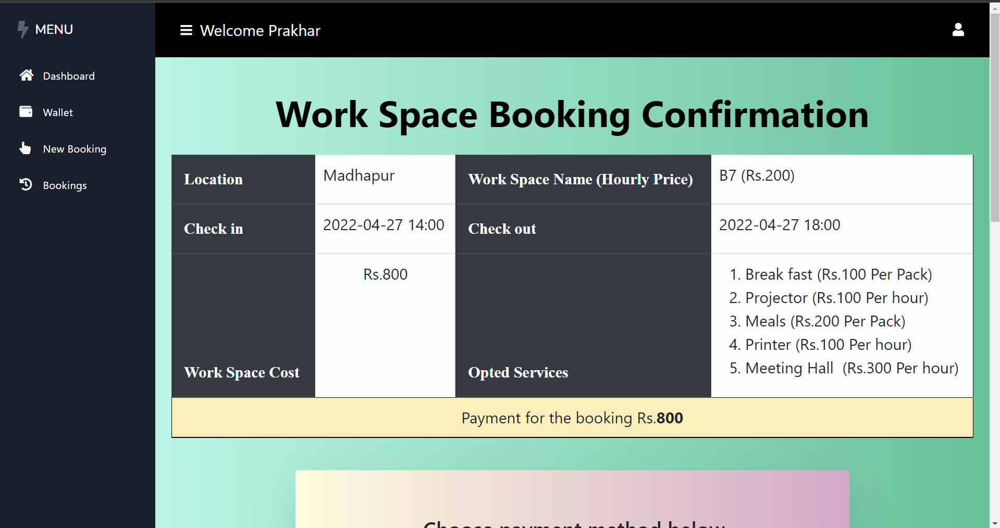 MENU
Welcome Prakhar
Dashboard
Wallet
New Booking
Bookings
Work Space Booking Confirmation
Location Madhapur Work Space Name (Hourly Price) B7 (Rs.200)
Check in 2022-04-27 14:00 Check out 2022-04-27 18:00
Work Space Cost Rs.800 Opted Services
1. Break fast (Rs.100 Per Pack)
2. Projector (Rs.100 Per hour)
3. Meals (Rs.200 Per Pack)
4. Printer (Rs.100 Per hour)
5. Meeting Hall (Rs.300 Per hour)
Payment for the booking Rs.800
Choose payment method below